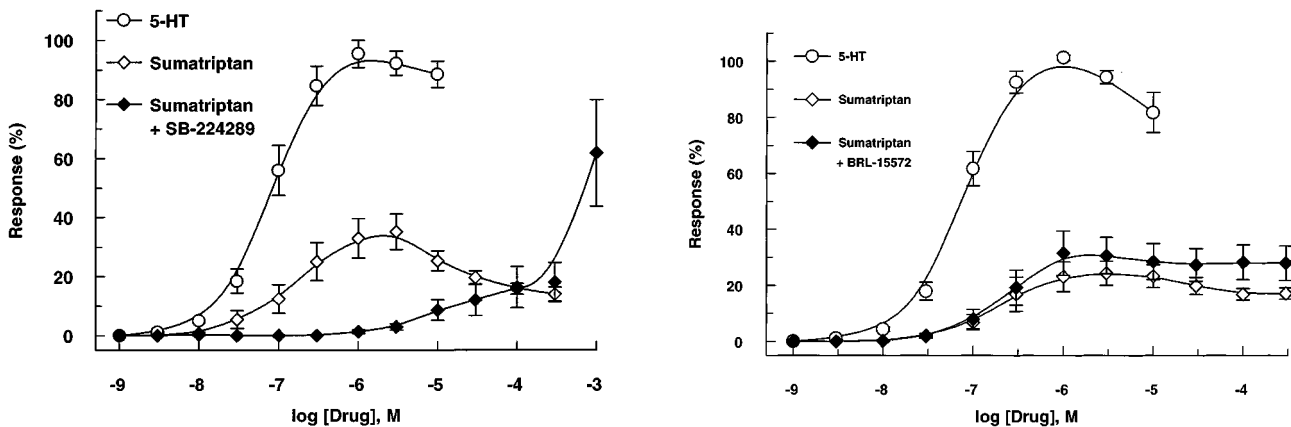 5-HT
Sumatriptan
Sumatriptan
+ SB-224289
Response (%)
100
80
60
40
20
0
-9
-8
-7
-6
-5
-4
-3
log [Drug], M
5-HT
Sumatriptan
Sumatriptan
+ BRL-15572
Response (%)
100
80
60
40
20
0
-9
-8
-7
-6
-5
-4
log [Drug], M